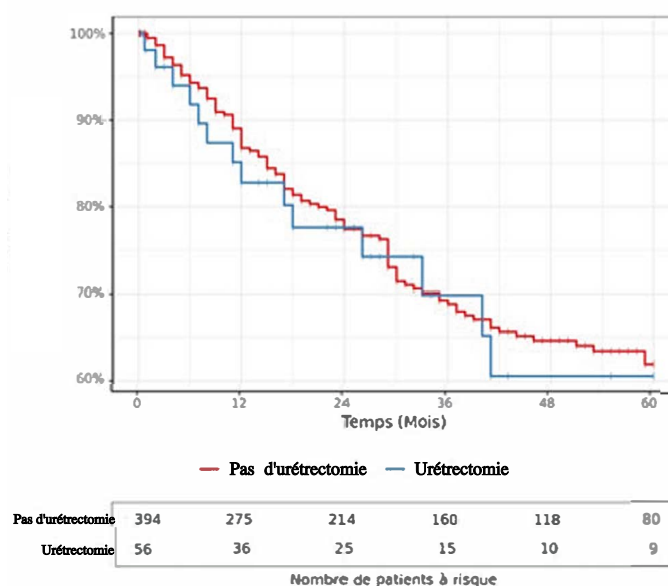 100%
90%
80%
70%
60%
0 12 24 36 48 60
Temps (Mois)
Pas d'urétrectomie Urétrectomie
Pas d'urétrectomie 394 275 214 160 118 80
Urétrectomie 56 36 25 15 10 9
Nombre de patients à risque